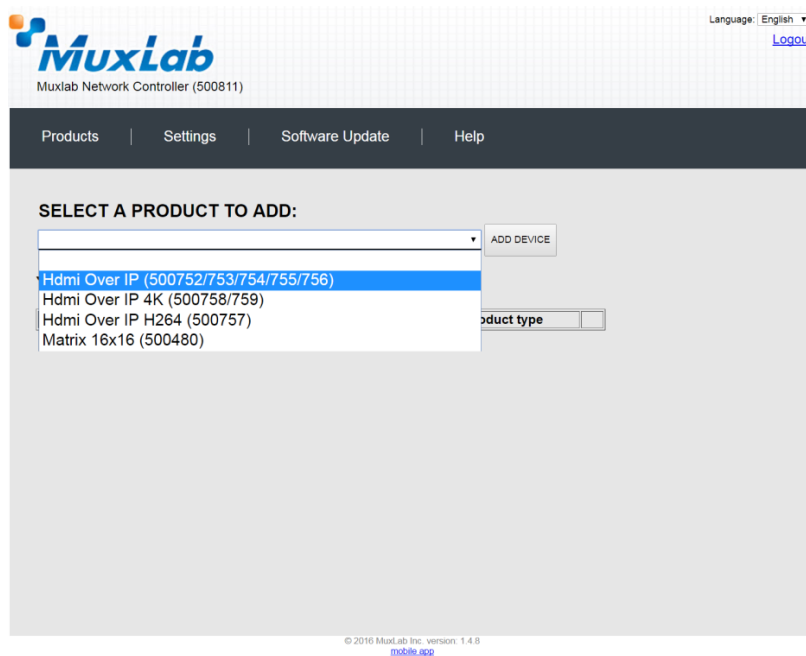 Language: English
Logou
MuxLab
Muxlab Network Controller (500811)
Products | Settings | Software Update | Help
SELECT A PRODUCT TO ADD:
ADD DEVICE
Hdmi Over IP (500752/753/754/755/756)
Hdmi Over IP 4K (500758/759)
Hdmi Over IP H264 (500757)
oduct type
Matrix 16x16 (500480)
© 2016 MuxLab Inc. version: 1.4.8
mobile app